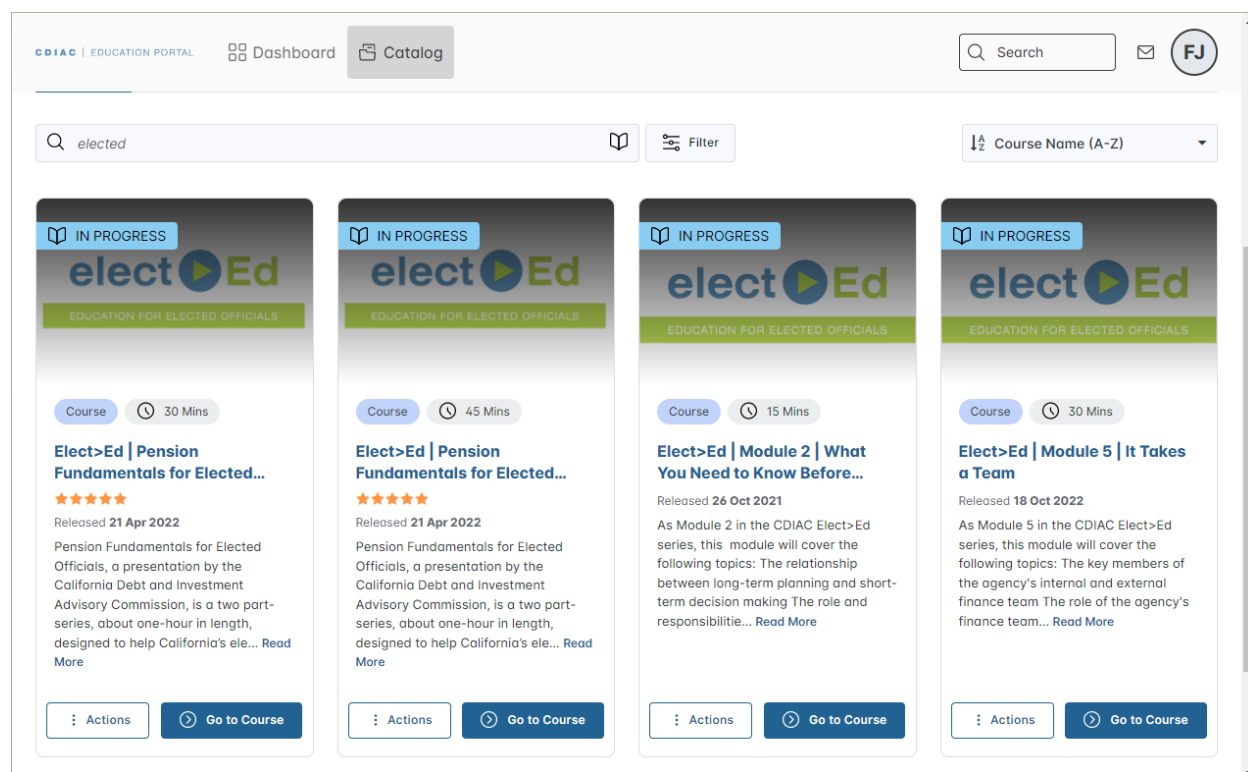 CDIAC | EDUCATION PORTAL Dashboard Catalog Search FJ
elected Filter Course Name (A-Z)
IN PROGRESS
elect Ed
EDUCATION FOR ELECTED OFFICIALS
Course 30 Mins
Elect>Ed | Pension
Fundamentals for Elected...
Released 21 Apr 2022
Pension Fundamentals for Elected
Officials, a presentation by the
California Debt and Investment
Advisory Commission, is a two part-
series, about one-hour in length,
designed to help California's ele... Read
More
Actions Go to Course
IN PROGRESS
elect Ed
EDUCATION FOR ELECTED OFFICIALS
Course 45 Mins
Elect>Ed | Pension
Fundamentals for Elected...
Released 21 Apr 2022
Pension Fundamentals for Elected
Officials, a presentation by the
California Debt and Investment
Advisory Commission, is a two part-
series, about one-hour in length,
designed to help California's ele... Read
More
Actions Go to Course
IN PROGRESS
elect Ed
EDUCATION FOR ELECTED OFFICIALS
Course 15 Mins
Elect>Ed | Module 2 | What
You Need to Know Before...
Released 26 Oct 2021
As Module 2 in the CDIAC Elect>Ed
series, this module will cover the
following topics: The relationship
between long-term planning and short-
term decision making The role and
responsibilitie... Read More
Actions Go to Course
IN PROGRESS
elect Ed
EDUCATION FOR ELECTED OFFICIALS
Course 30 Mins
Elect>Ed | Module 5 | It Takes
a Team
Released 18 Oct 2022
As Module 5 in the CDIAC Elect>Ed
series, this module will cover the
following topics: The key members of
the agency's internal and external
finance team The role of the agency's
finance team... Read More
Actions Go to Course